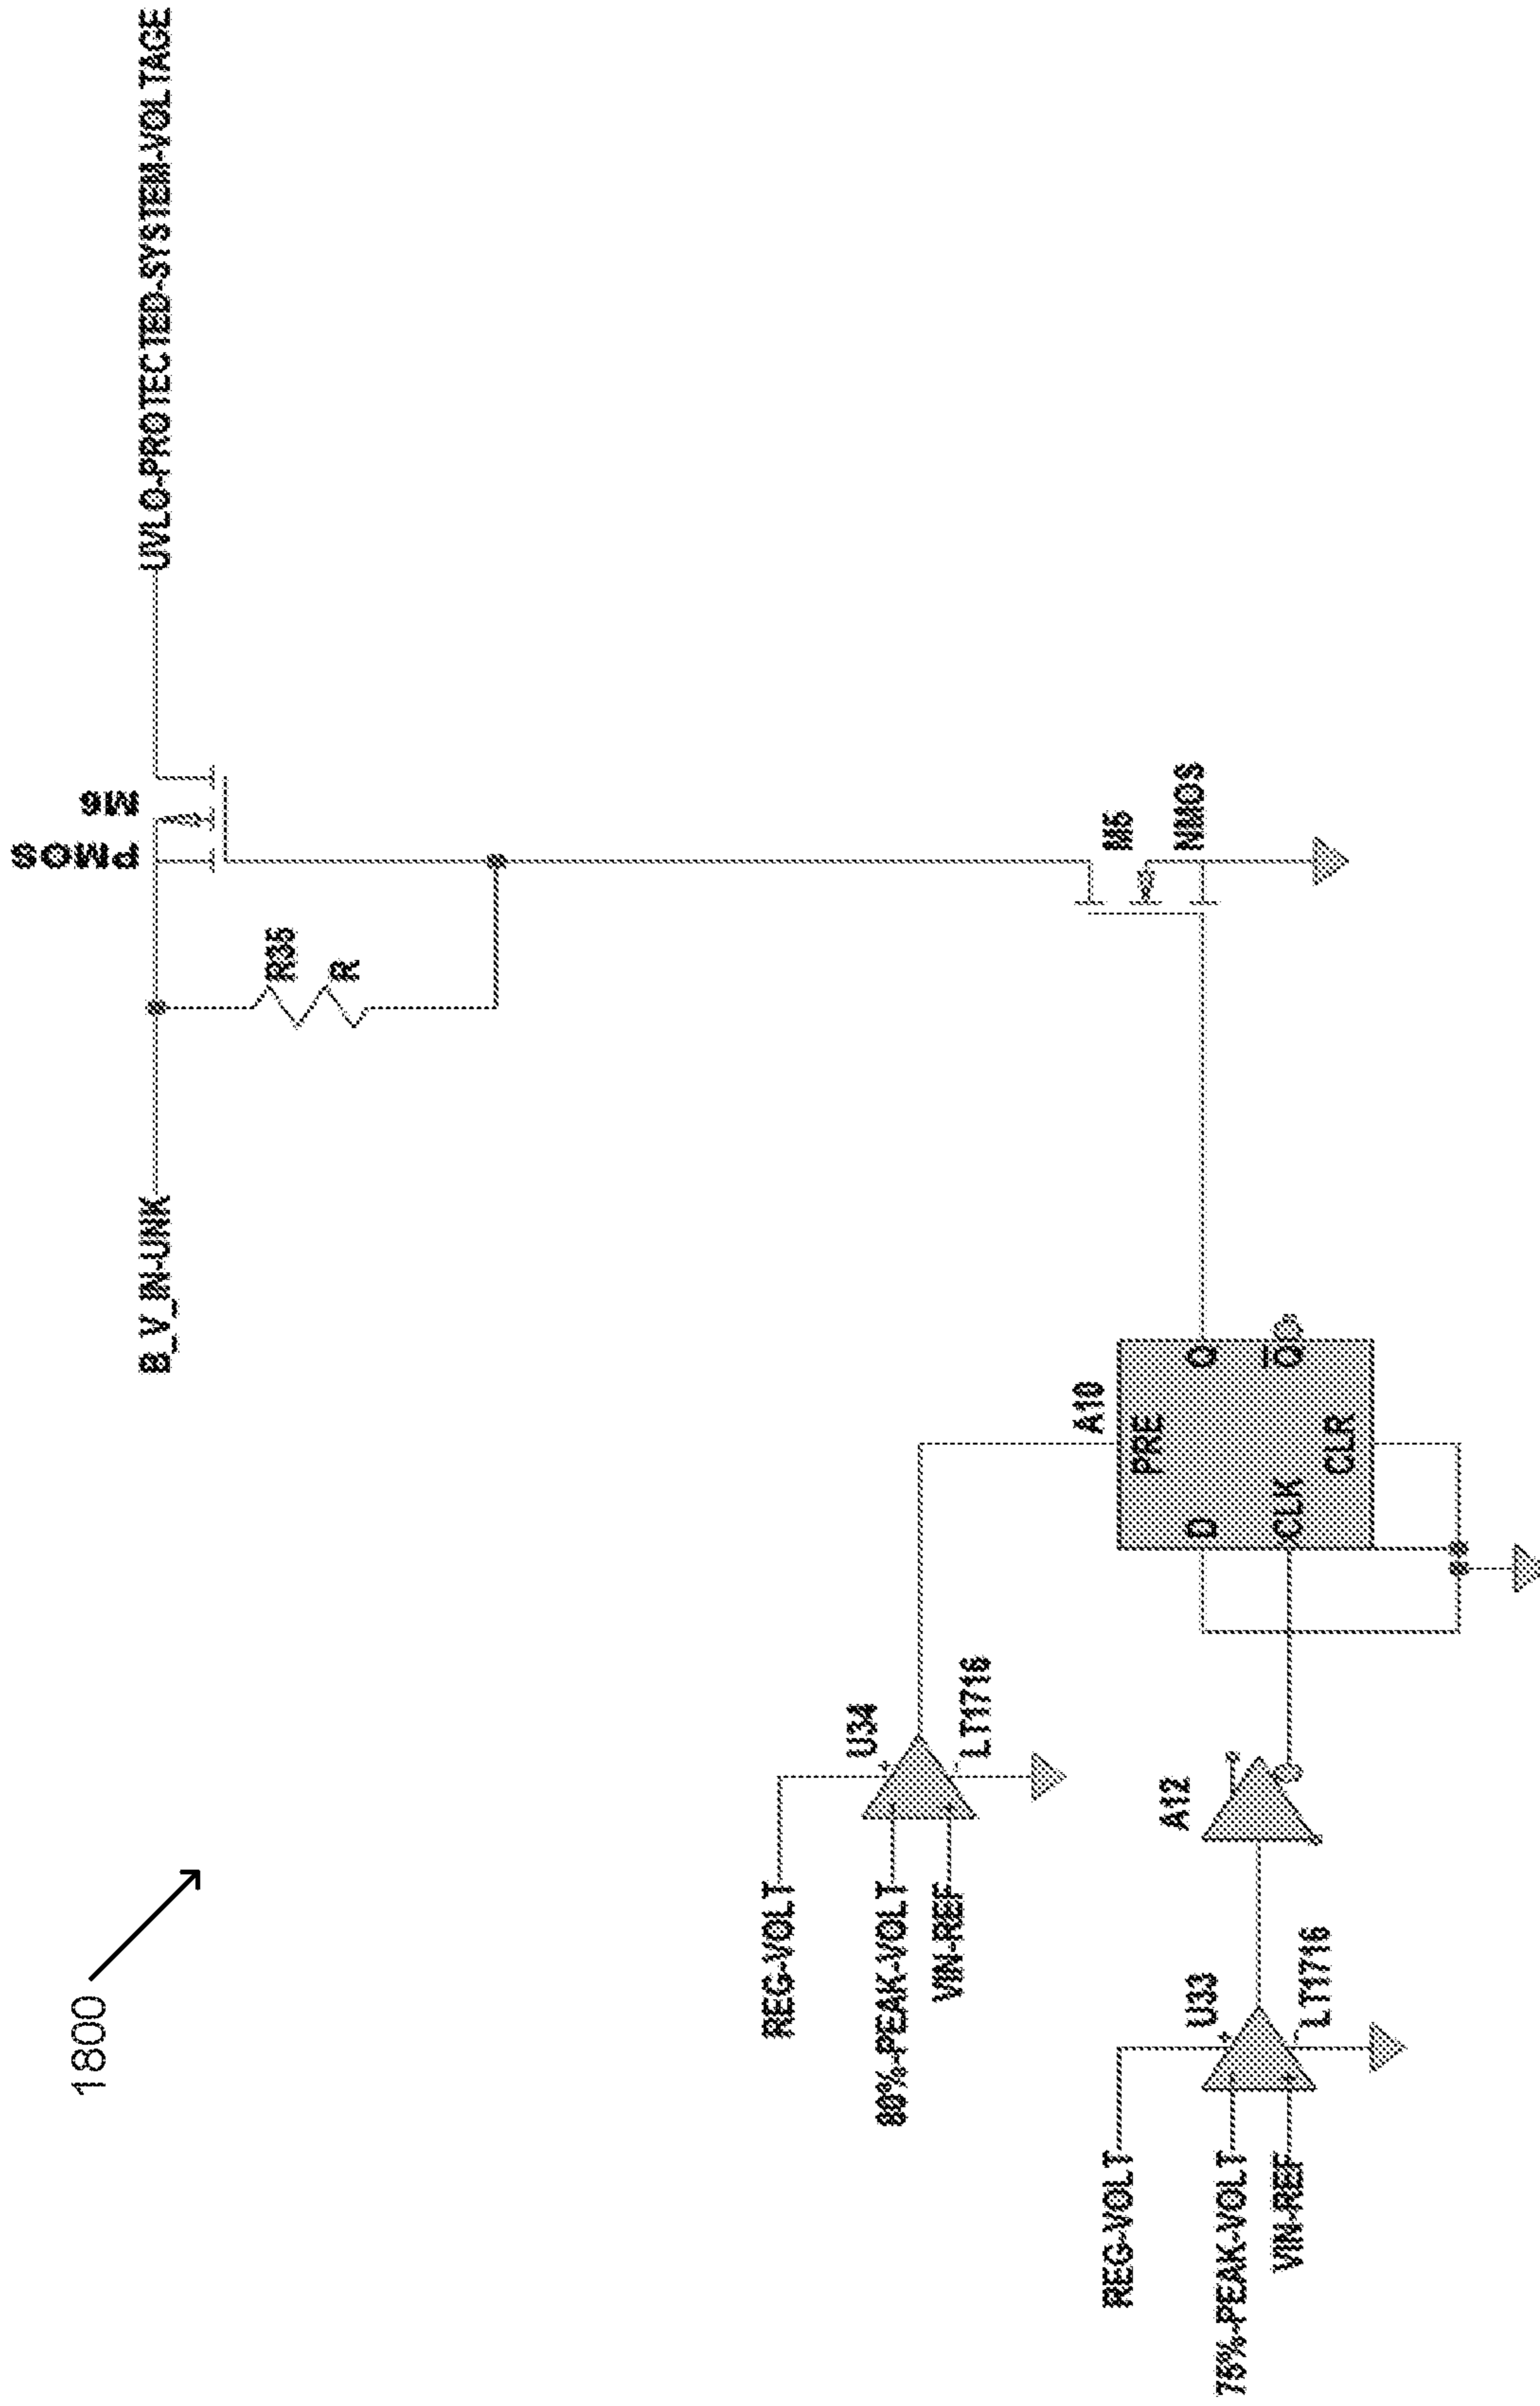 1800
B_V_IN-UNK
UVLO-PROTECTED-SYSTEM-VOLTAGE
PMOS
M6
R35
R
M5
NMOS
REG-VOLT
80%-PEAK-VOLT
VIN-REF
U34
LT1716
A10
PRE
D
Q
CLK
Q̅
CLR
REG-VOLT
75%-PEAK-VOLT
VIN-REF
U33
LT1716
A12